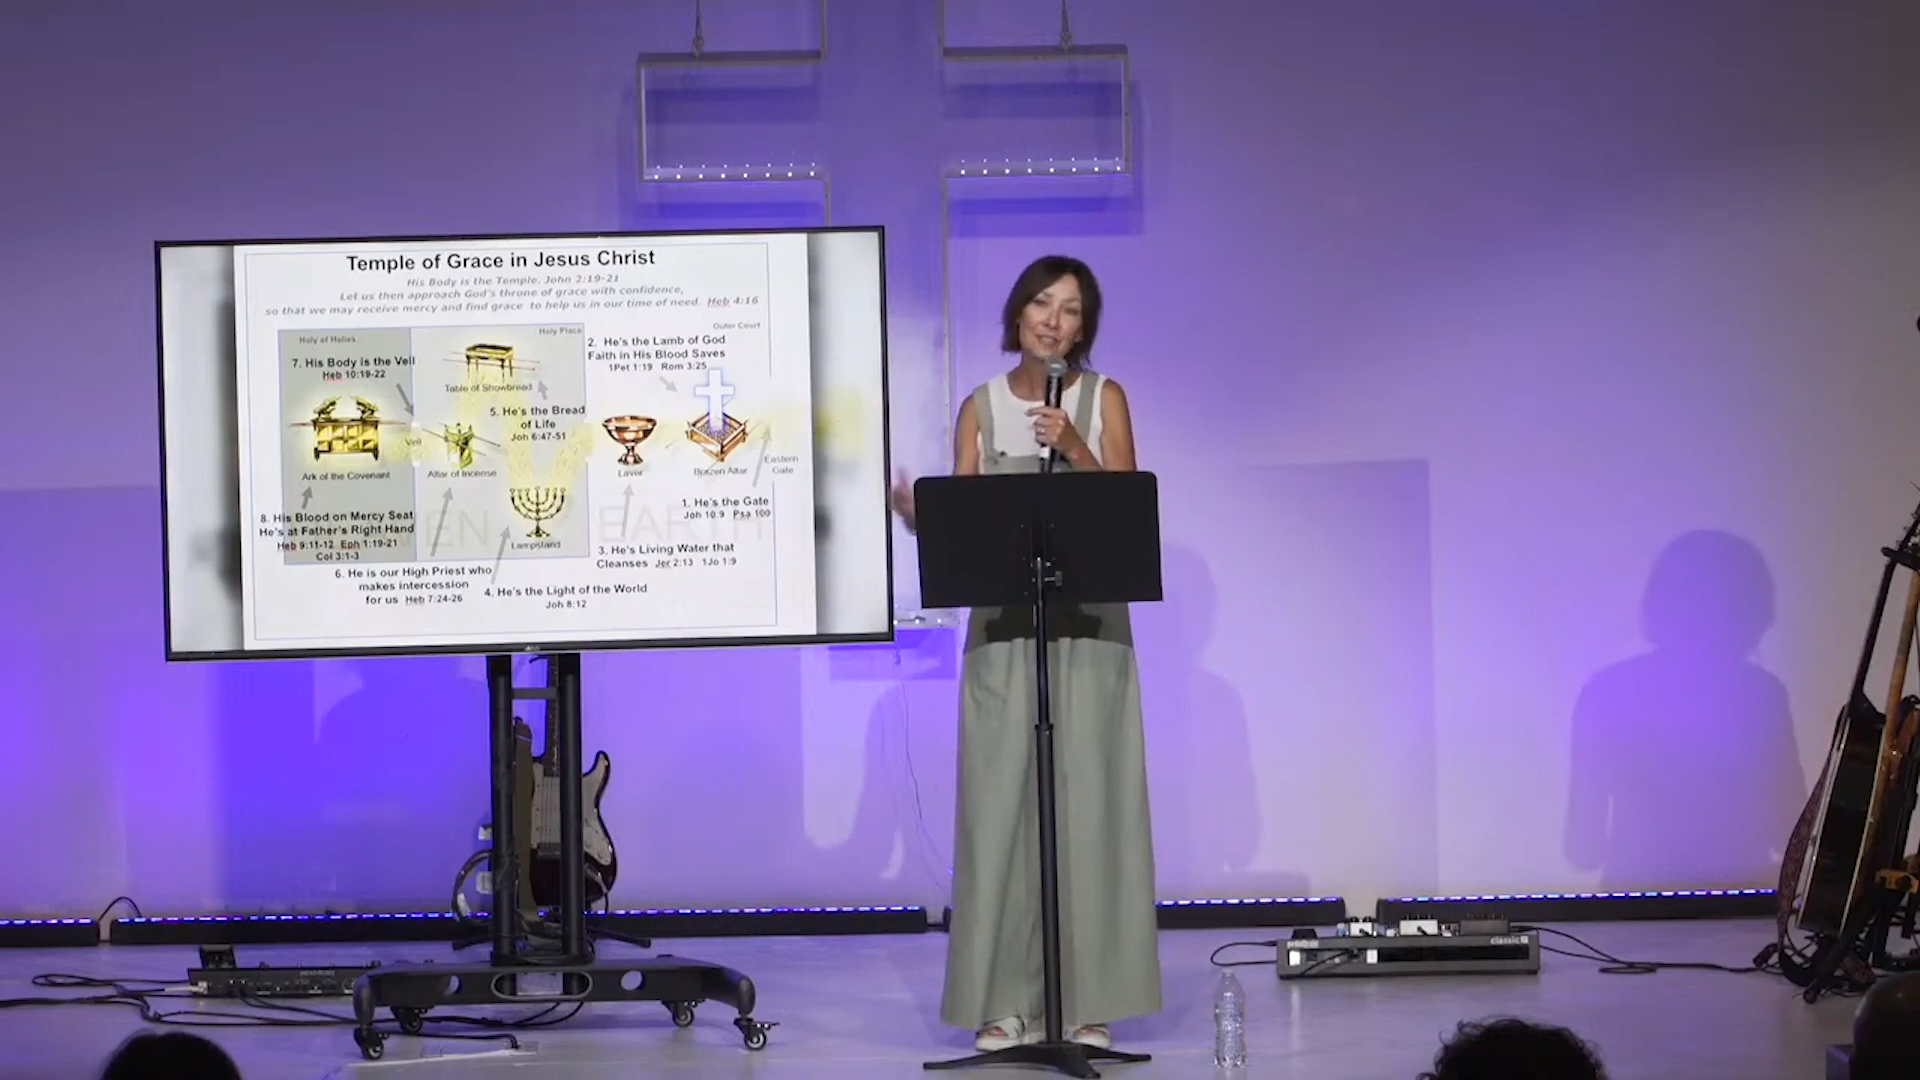 Temple of Grace in Jesus Christ
His Body is the Temple. John 2:19-21
Let us then approach God's throne of grace with confidence,
so that we may receive mercy and find grace to help us in our time of need. Heb 4:16
Holy of Holies
Holy Place
Outer Court
7. His Body is the Veil
Heb 10:19-22
Table of Showbread
2. He's the Lamb of God
Faith in His Blood Saves
1Pet 1:19 Rom 3:25
5. He's the Bread
of Life
Joh 6:47-51
Veil
Ark of the Covenant
Altar of Incense
Laver
Brazen Altar
Eastern
Gate
1. He's the Gate
Joh 10:9 Psa 100
8. His Blood on Mercy Seat
He's at Father's Right Hand
Heb 9:11-12 Eph 1:19-21
Col 3:1-3
EARTH
Lampstand
3. He's Living Water that
Cleanses Jer 2:13 1Jo 1:9
6. He is our High Priest who
makes intercession
for us Heb 7:24-26
4. He's the Light of the World
Joh 8:12
classic